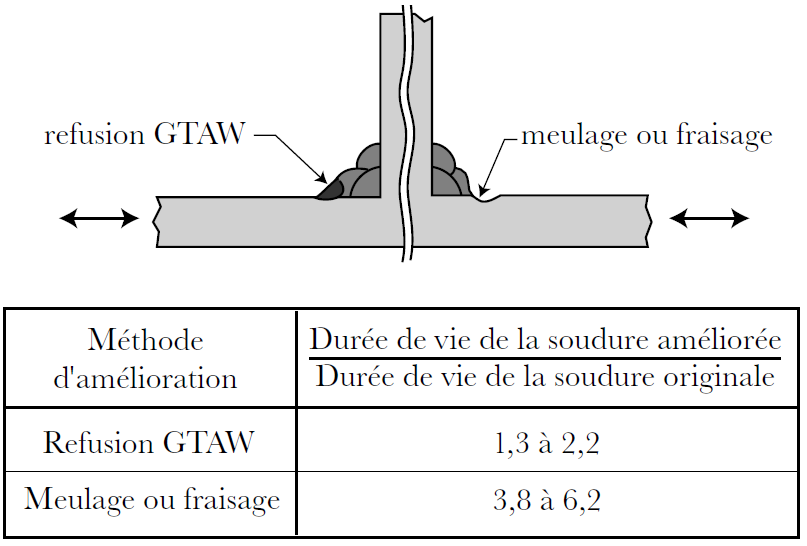 refusion GTAW
meulage ou fraisage
Méthode
d'amélioration
Durée de vie de la soudure améliorée
Durée de vie de la soudure originale
Refusion GTAW
1,3 à 2,2
Meulage ou fraisage
3,8 à 6,2